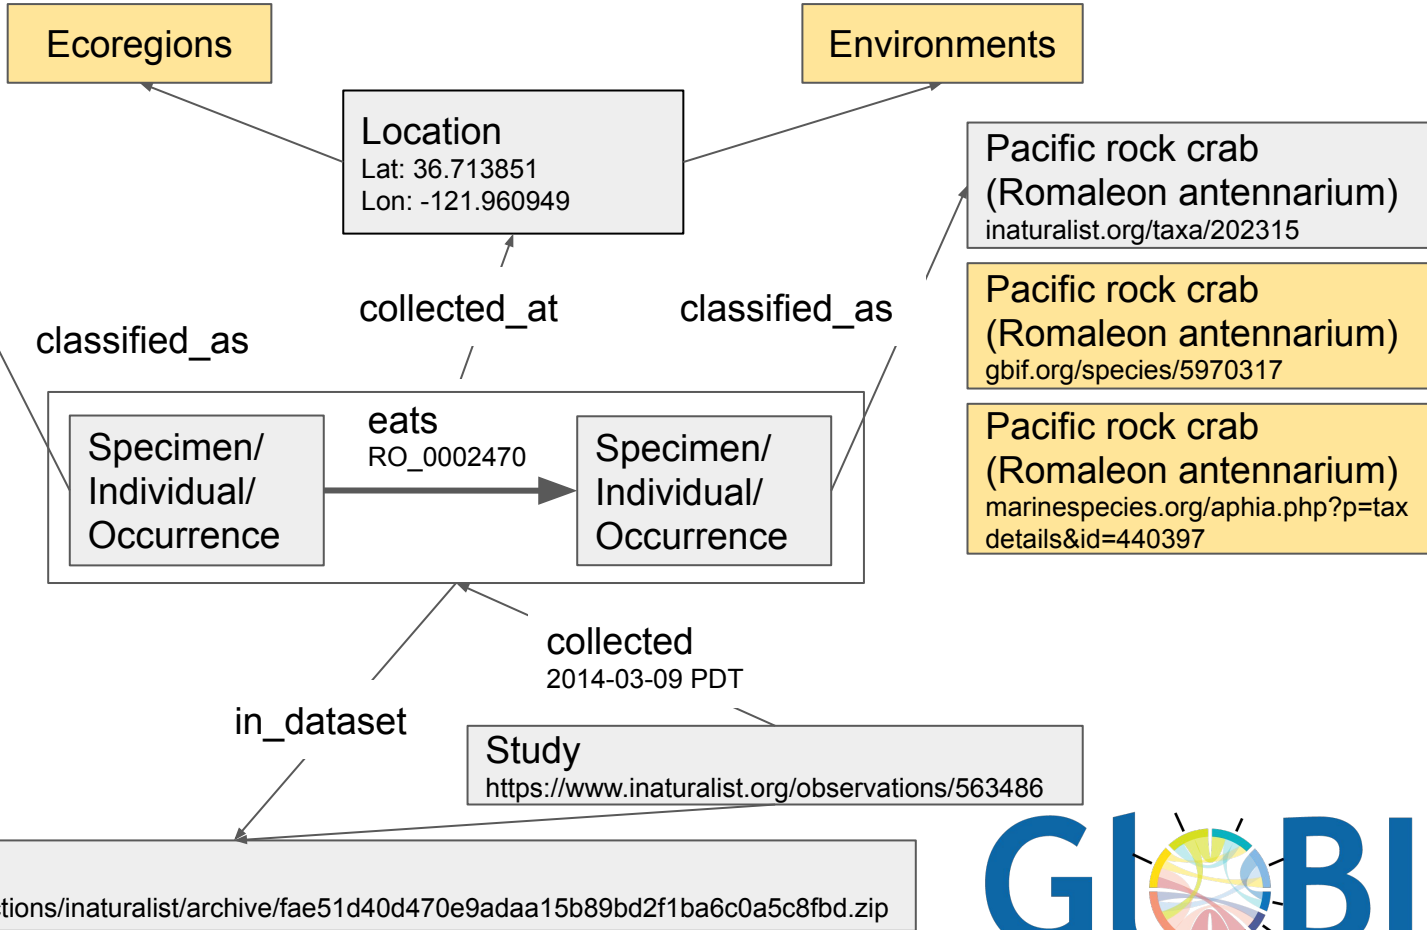 Ecoregions
Environments
Location
Lat: 36.713851
Lon: -121.960949
Pacific rock crab
(Romaleon antennarium)
inaturalist.org/taxa/202315
Pacific rock crab
(Romaleon antennarium)
gbif.org/species/5970317
Pacific rock crab
(Romaleon antennarium)
marinespecies.org/aphia.php?p=tax
details&id=440397
classified_as
collected_at
classified_as
eats
RO_0002470
Specimen/
Individual/
Occurrence
Specimen/
Individual/
Occurrence
collected
2014-03-09 PDT
in_dataset
Study
https://www.inaturalist.org/observations/563486
ctions/inaturalist/archive/fae51d40d470e9adaa15b89bd2f1ba6c0a5c8fbd.zip
GloBI